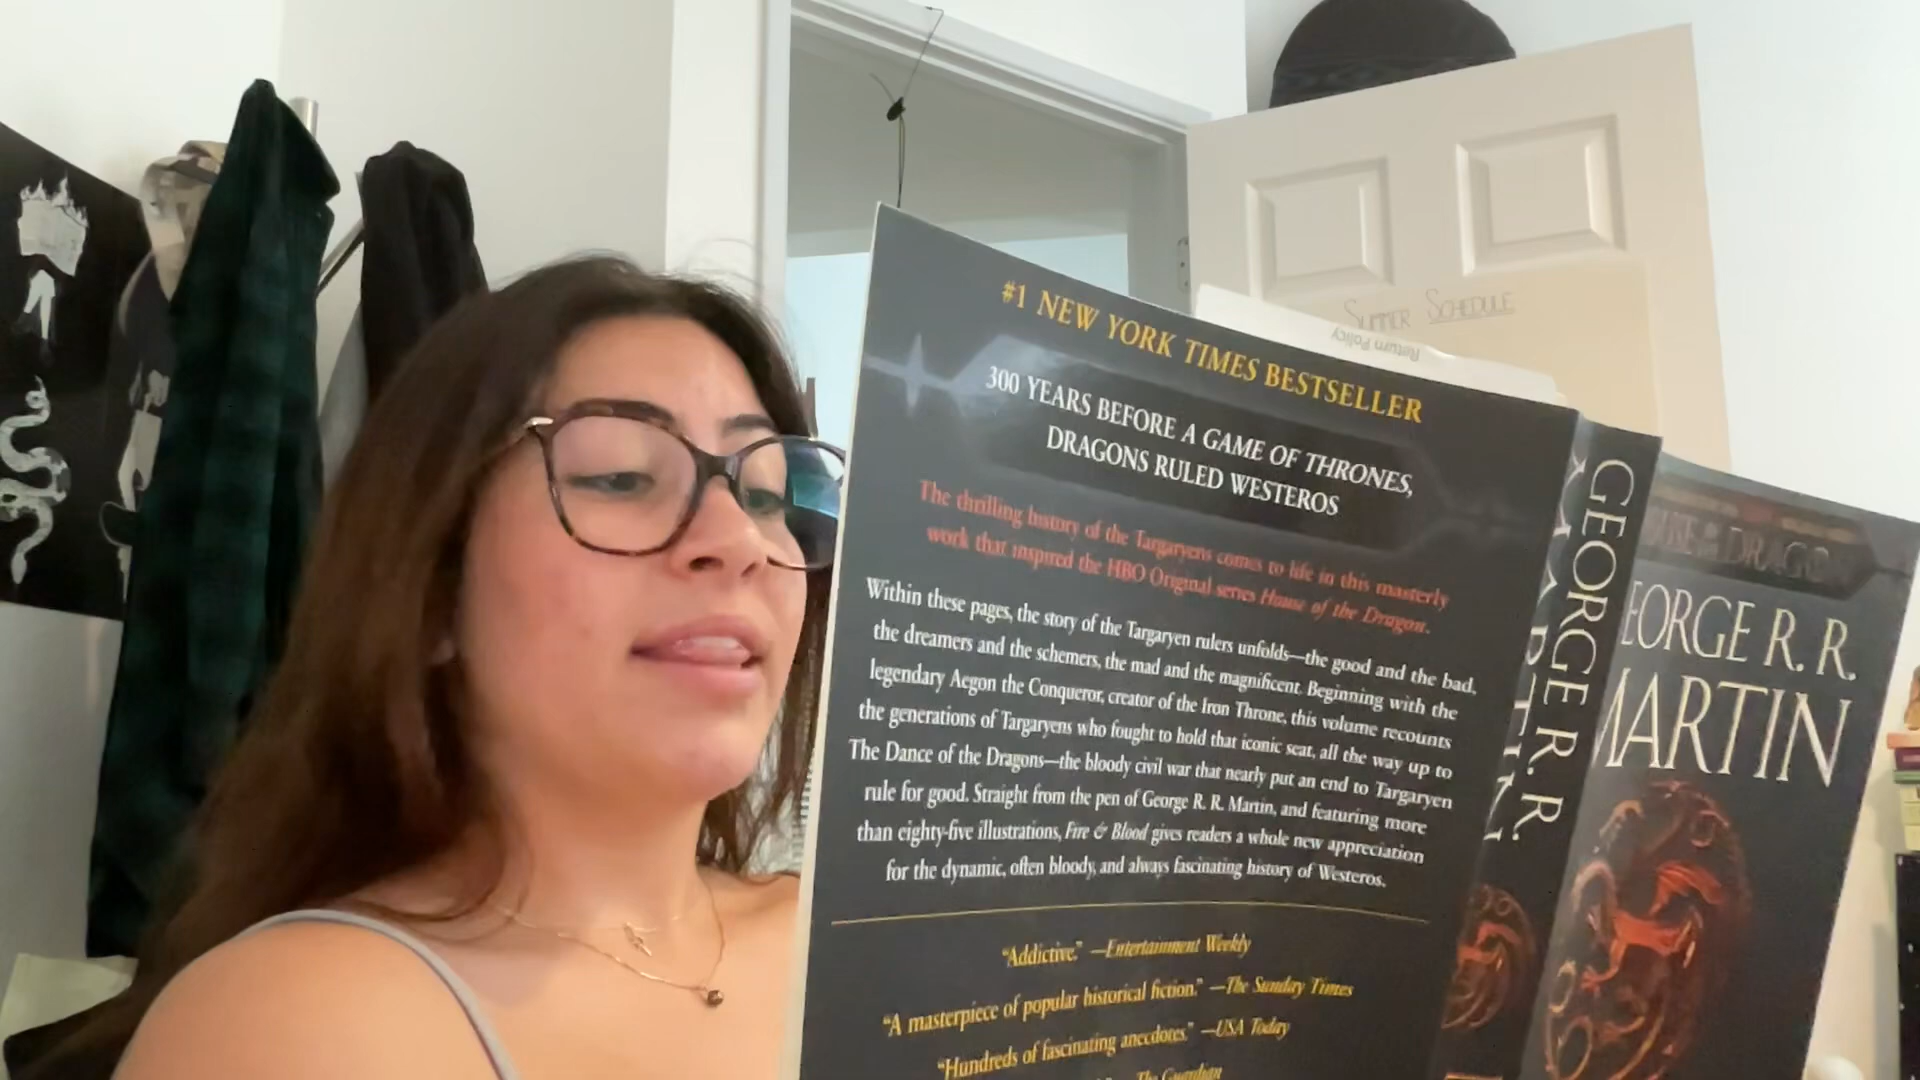 SUMMER SCHEDULE
Return Policy
#1 NEW YORK TIMES BESTSELLER
300 YEARS BEFORE A GAME OF THRONES,
DRAGONS RULED WESTEROS
The thrilling history of the Targaryens comes to life in this masterly
work that inspired the HBO Original series House of the Dragon.
Within these pages, the story of the Targaryen rulers unfolds—the good and the bad,
the dreamers and the schemers, the mad and the magnificent. Beginning with the
legendary Aegon the Conqueror, creator of the Iron Throne, this volume recounts
the generations of Targaryens who fought to hold that iconic seat, all the way up to
The Dance of the Dragons—the bloody civil war that nearly put an end to Targaryen
rule for good. Straight from the pen of George R. R. Martin, and featuring more
than eighty-five illustrations, Fire & Blood gives readers a whole new appreciation
for the dynamic, often bloody, and always fascinating history of Westeros.
“Addictive.” —Entertainment Weekly
“A masterpiece of popular historical fiction.” —The Sunday Times
“Hundreds of fascinating anecdotes.” —USA Today
The Guardian
GEORGE R. R.
MARTIN
DRAGON
EORGE R. R.
MARTIN